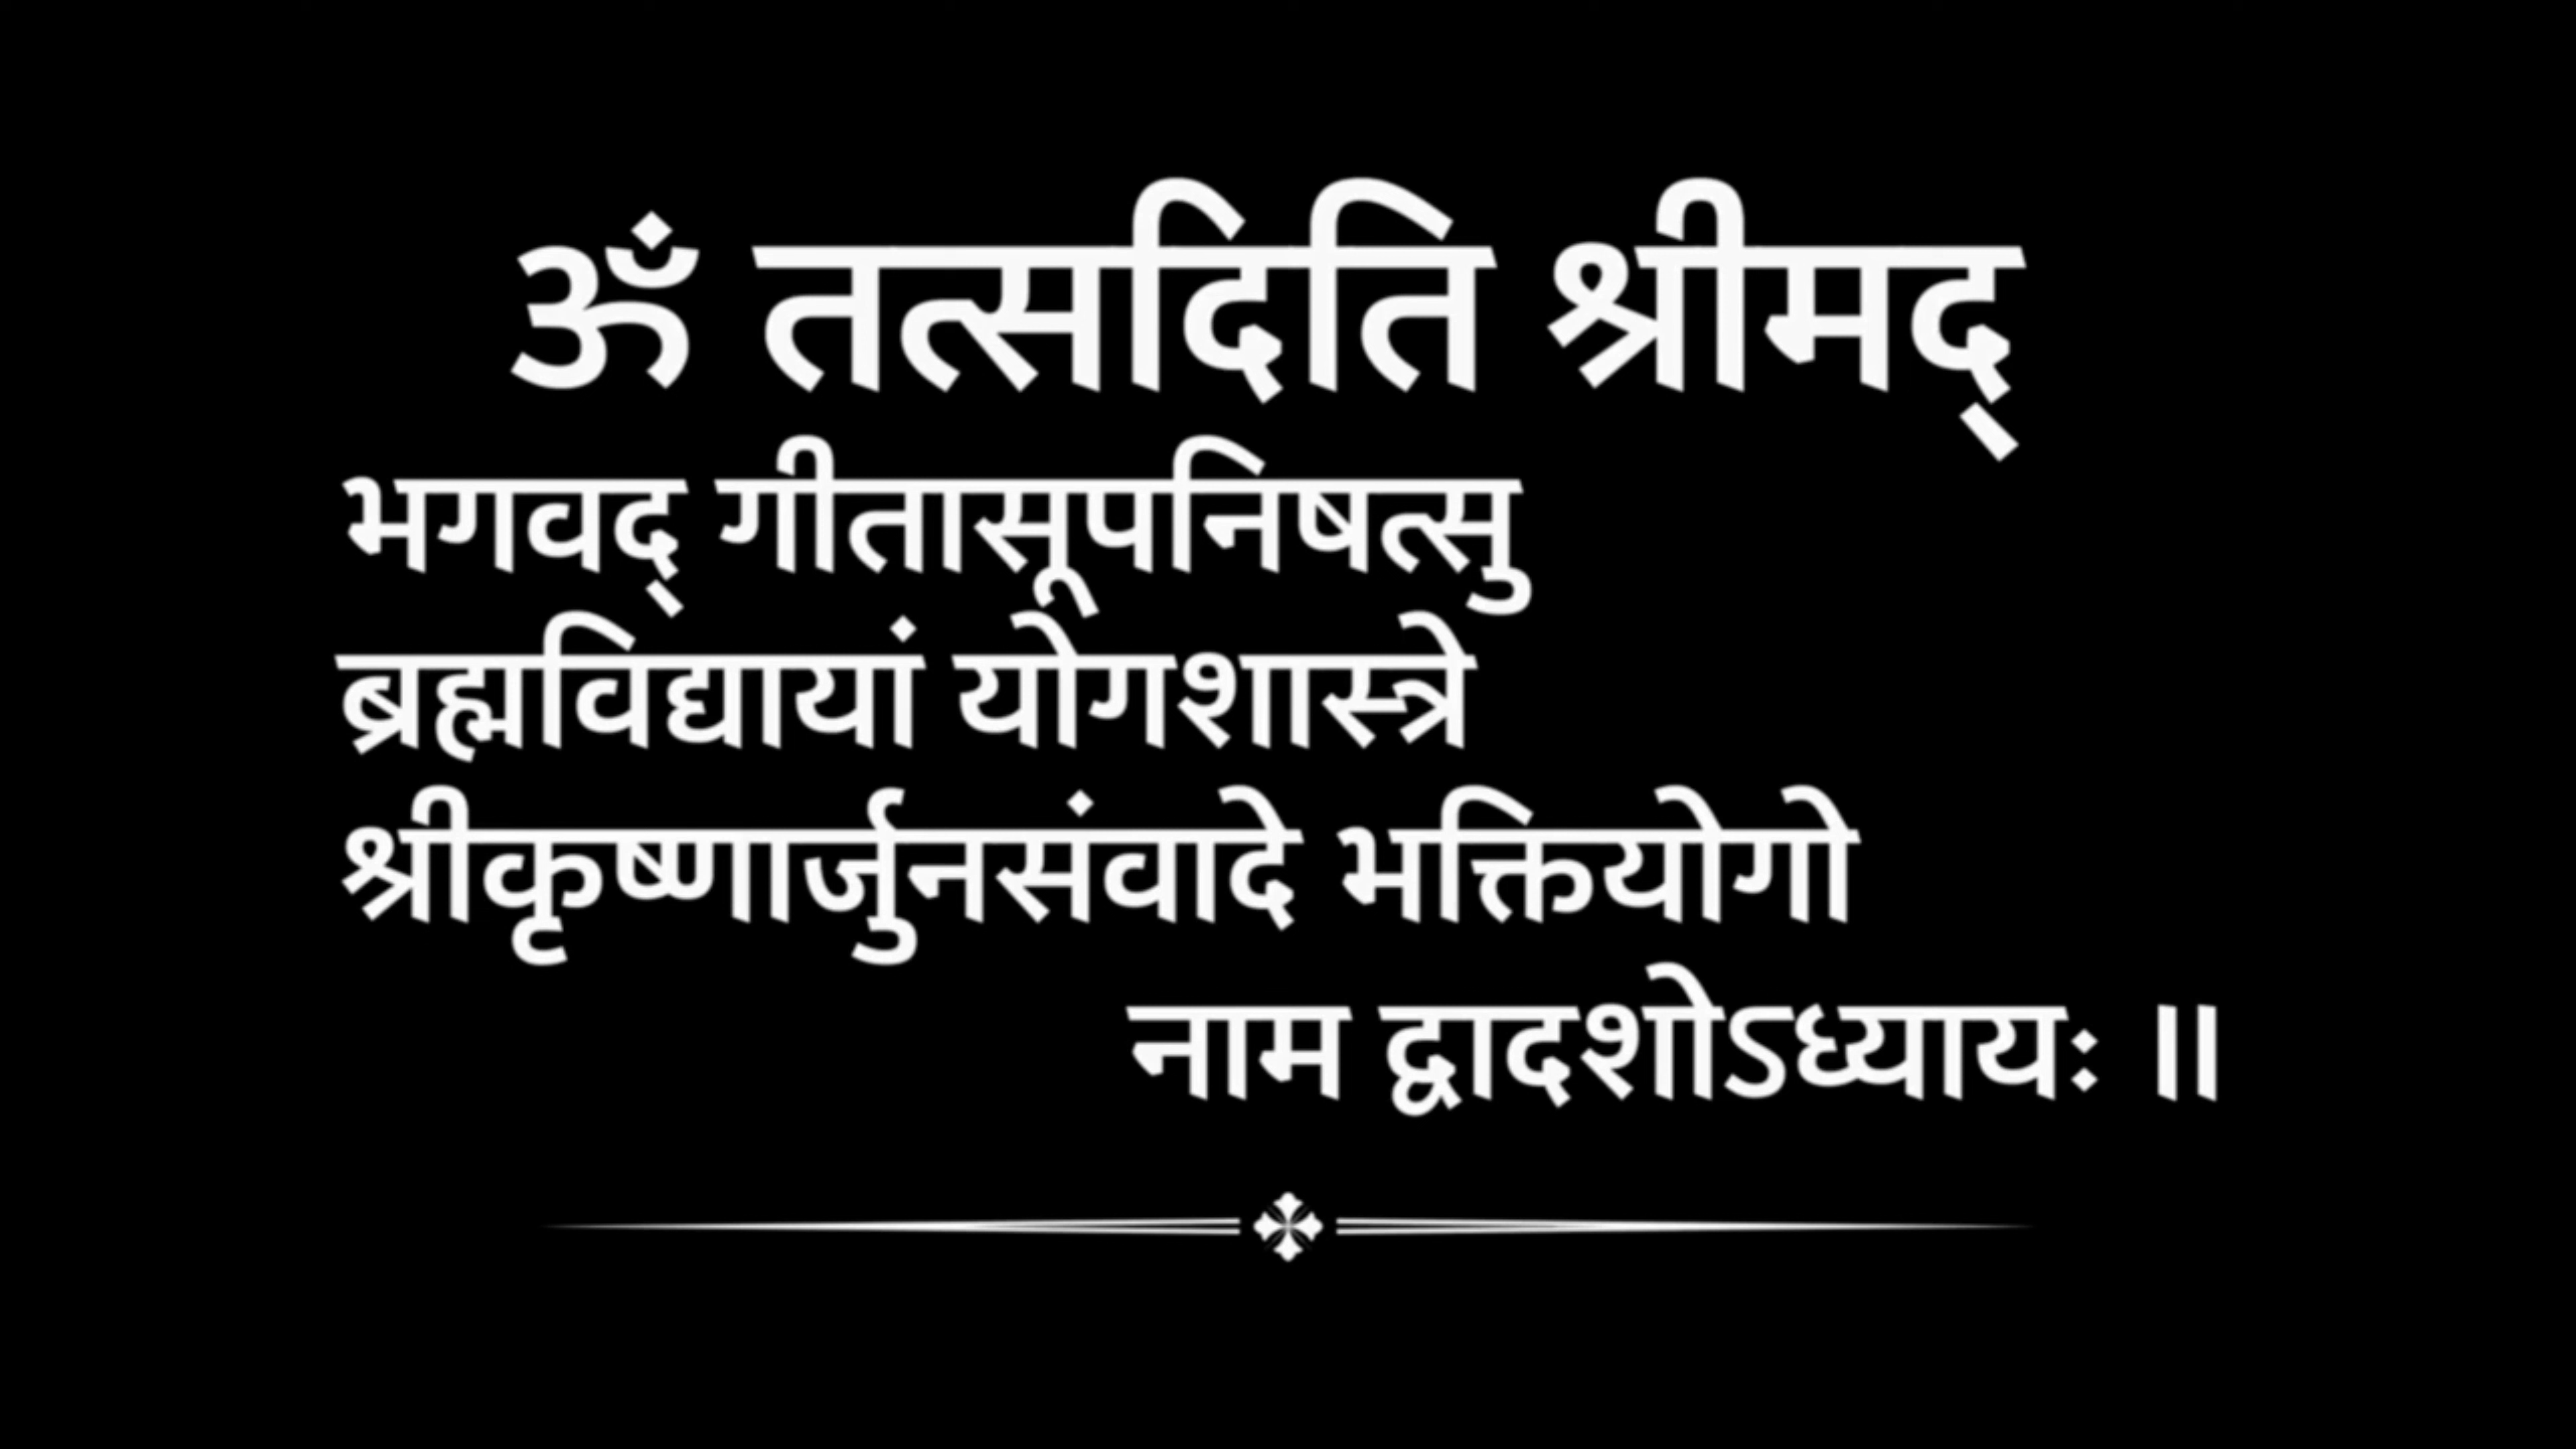 ॐ तत्सदिति श्रीमद्
भगवद् गीतासूपनिषत्सु
ब्रह्मविद्यायां योगशास्त्रे
श्रीकृष्णार्जुनसंवादे भक्तियोगो
नाम द्वादशोऽध्यायः ॥